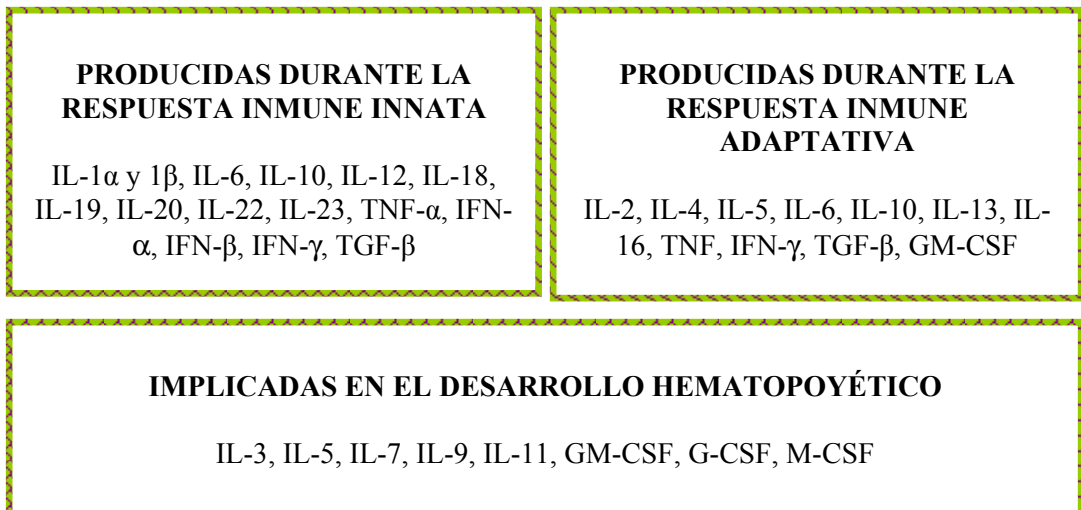 PRODUCIDAS DURANTE LA
RESPUESTA INMUNE INNATA
IL-1α y 1β, IL-6, IL-10, IL-12, IL-18,
IL-19, IL-20, IL-22, IL-23, TNF-α, IFN-
α, IFN-β, IFN-γ, TGF-β
PRODUCIDAS DURANTE LA
RESPUESTA INMUNE
ADAPTATIVA
IL-2, IL-4, IL-5, IL-6, IL-10, IL-13, IL-
16, TNF, IFN-γ, TGF-β, GM-CSF
IMPLICADAS EN EL DESARROLLO HEMATOPOYÉTICO
IL-3, IL-5, IL-7, IL-9, IL-11, GM-CSF, G-CSF, M-CSF